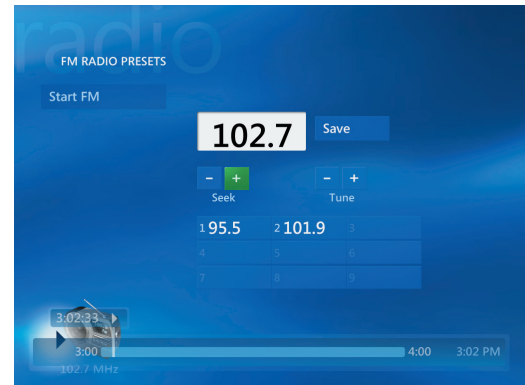 radio
FM RADIO PRESETS
Start FM
102.7
Save
- + - +
Seek Tune
1 95.5 2 101.9 3
4 5 6
7 8 9
3:02:33
3:00 4:00 3:02 PM
102.7 MHz